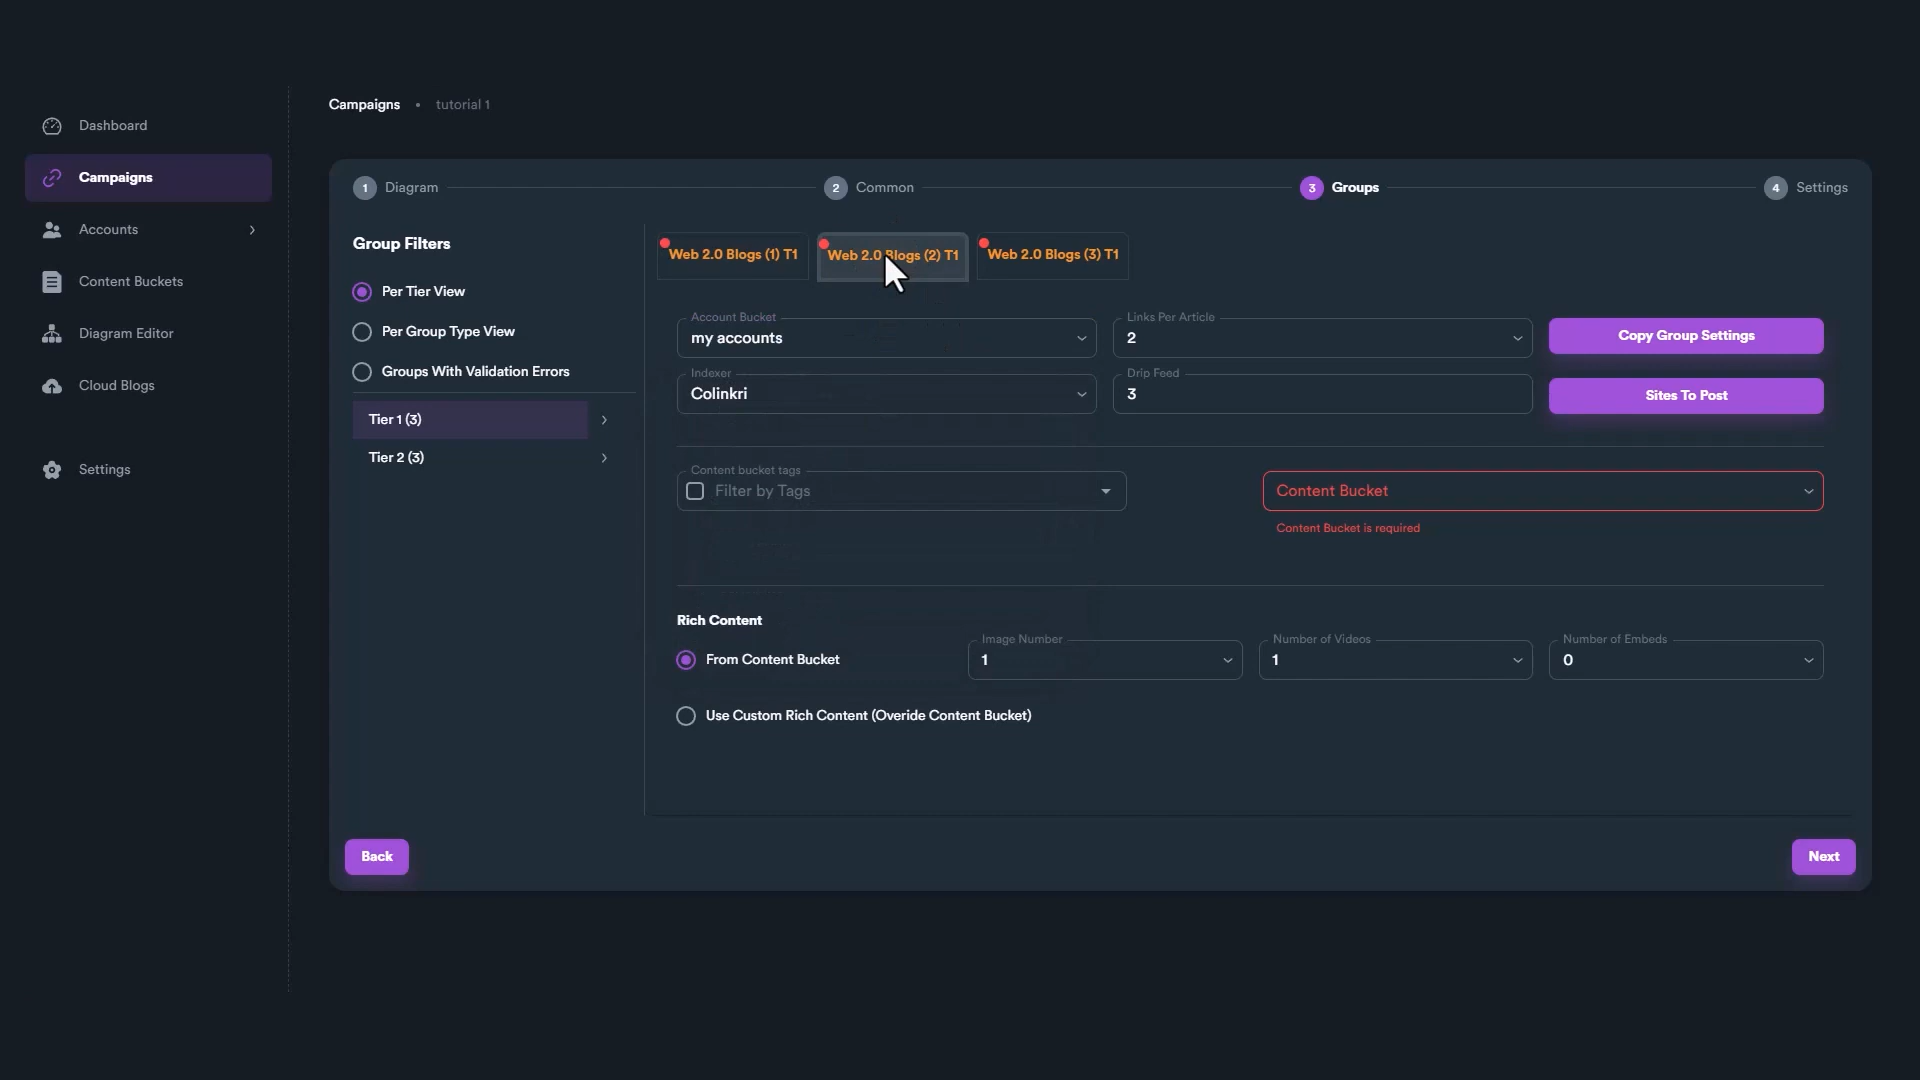 Campaigns • tutorial 1
Dashboard
Campaigns
Accounts
Content Buckets
Diagram Editor
Cloud Blogs
Settings
1 Diagram
2 Common
3 Groups
4 Settings
Group Filters
Per Tier View
Per Group Type View
Groups With Validation Errors
Tier 1 (3)
Tier 2 (3)
Web 2.0 Blogs (1) T1
Web 2.0 Blogs (2) T1
Web 2.0 Blogs (3) T1
Account Bucket
my accounts
Links Per Article
2
Copy Group Settings
Indexer
Colinkri
Drip Feed
3
Sites To Post
Content bucket tags
Filter by Tags
Content Bucket
Content Bucket is required
Rich Content
From Content Bucket
Image Number
1
Number of Videos
1
Number of Embeds
0
Use Custom Rich Content (Overide Content Bucket)
Back
Next